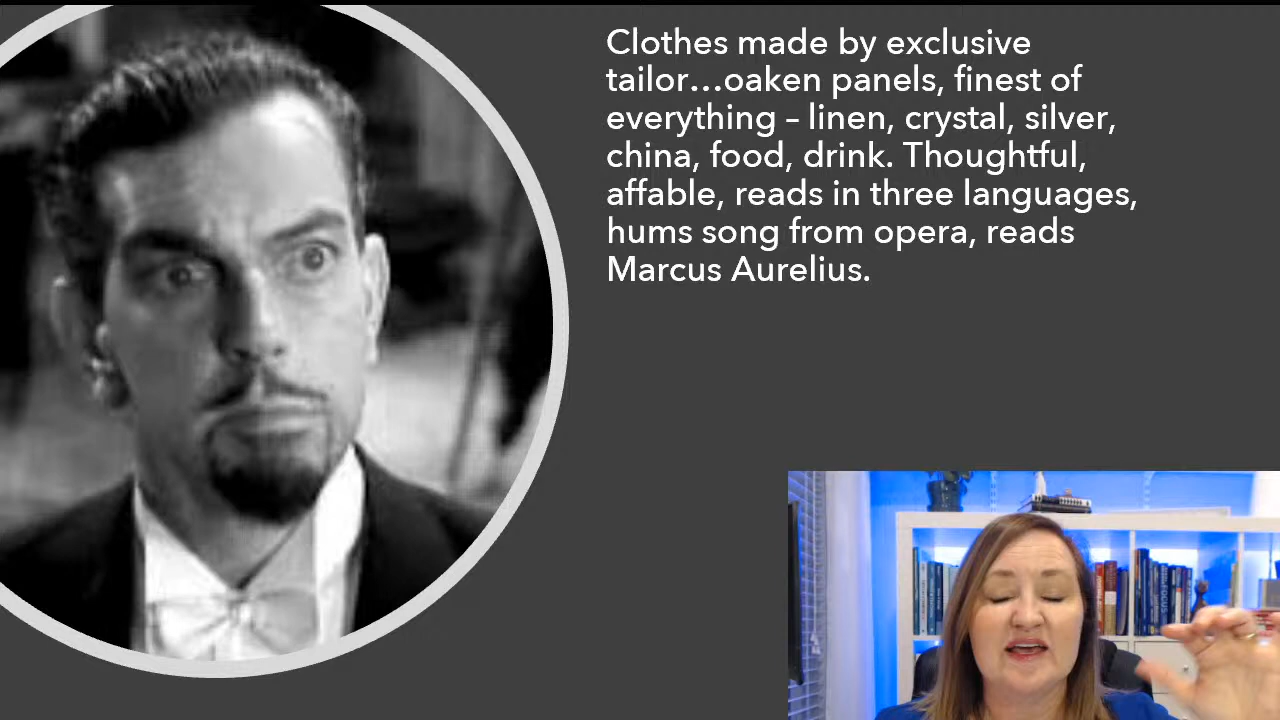 Clothes made by exclusive
tailor...oaken panels, finest of
everything – linen, crystal, silver,
china, food, drink. Thoughtful,
affable, reads in three languages,
hums song from opera, reads
Marcus Aurelius.